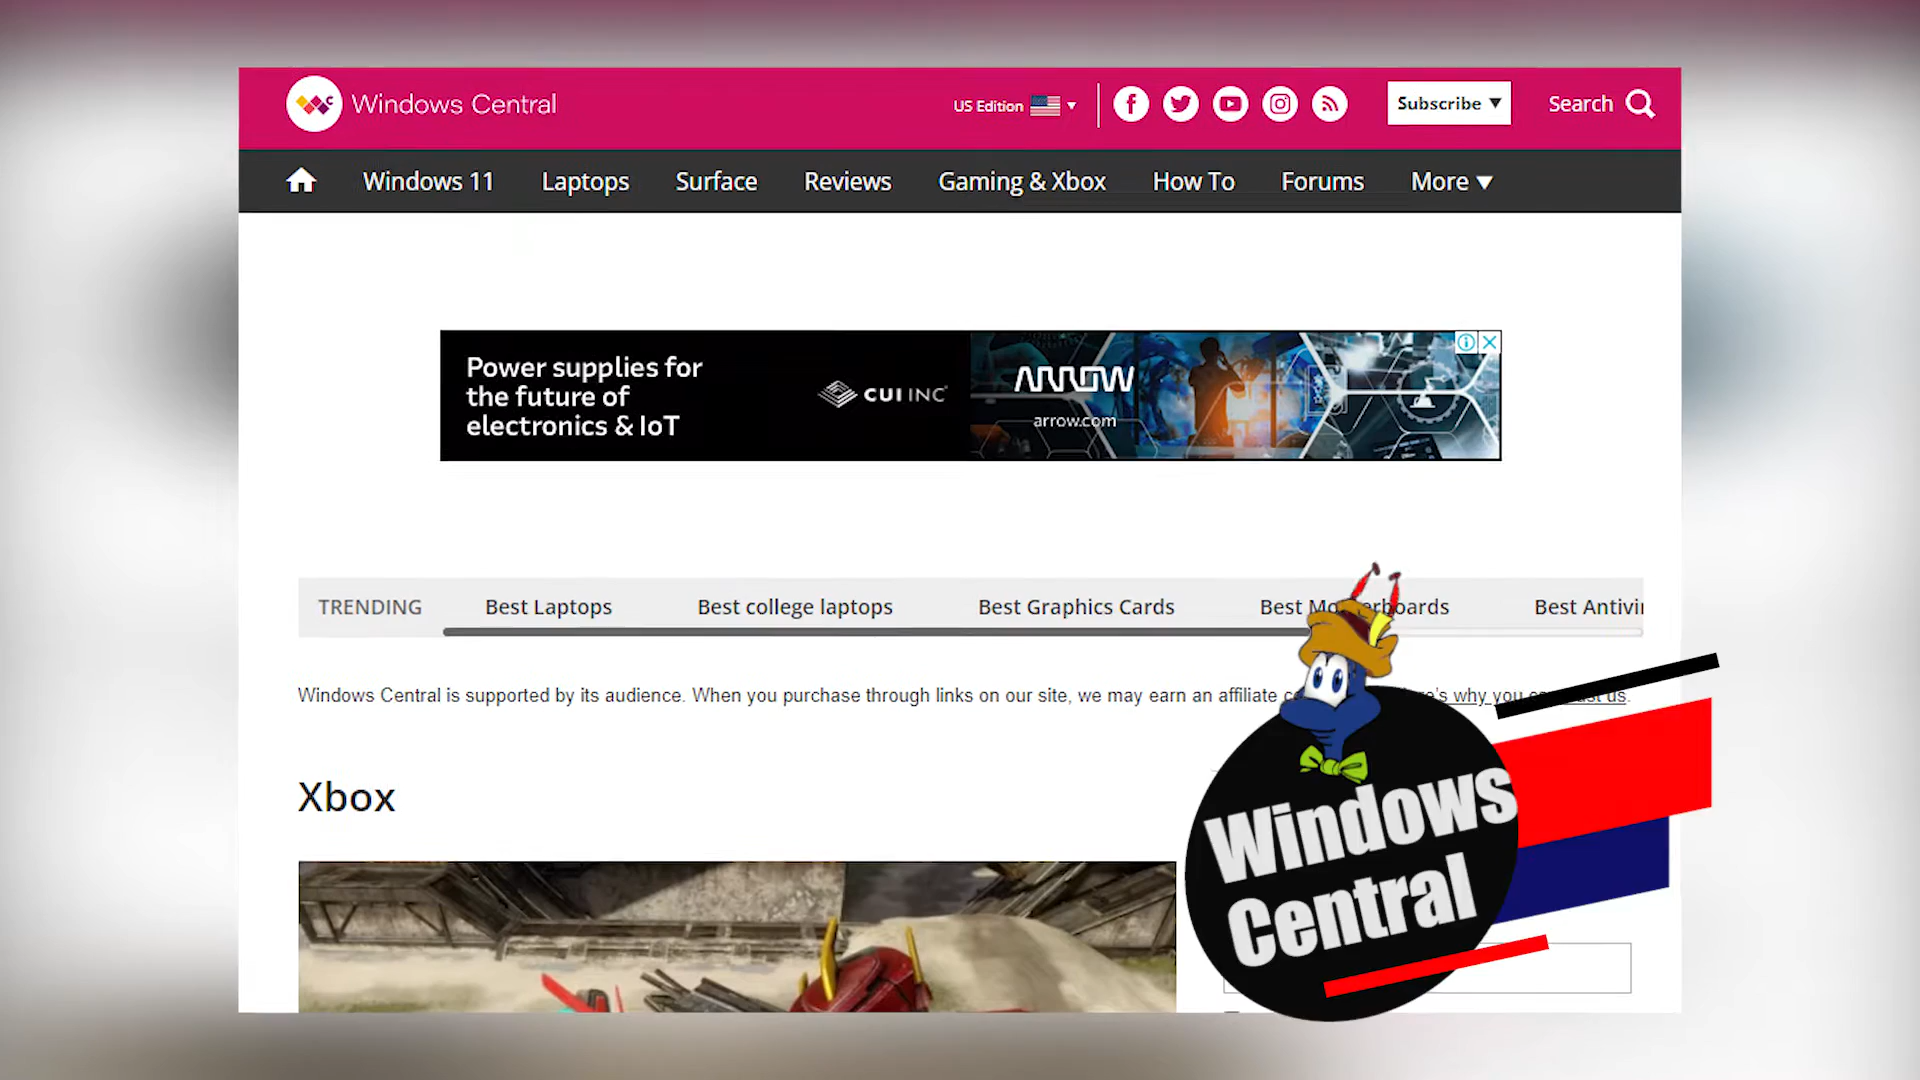 Windows Central
US Edition
Subscribe
Search
Windows 11
Laptops
Surface
Reviews
Gaming & Xbox
How To
Forums
More
Power supplies for
the future of
electronics & IoT
CUI INC
ARROW
arrow.com
TRENDING
Best Laptops
Best college laptops
Best Graphics Cards
Best
Best
Windows Central is supported by its audience. When you purchase through links on our site, we may earn an affiliate why you
Xbox
Windows
Central